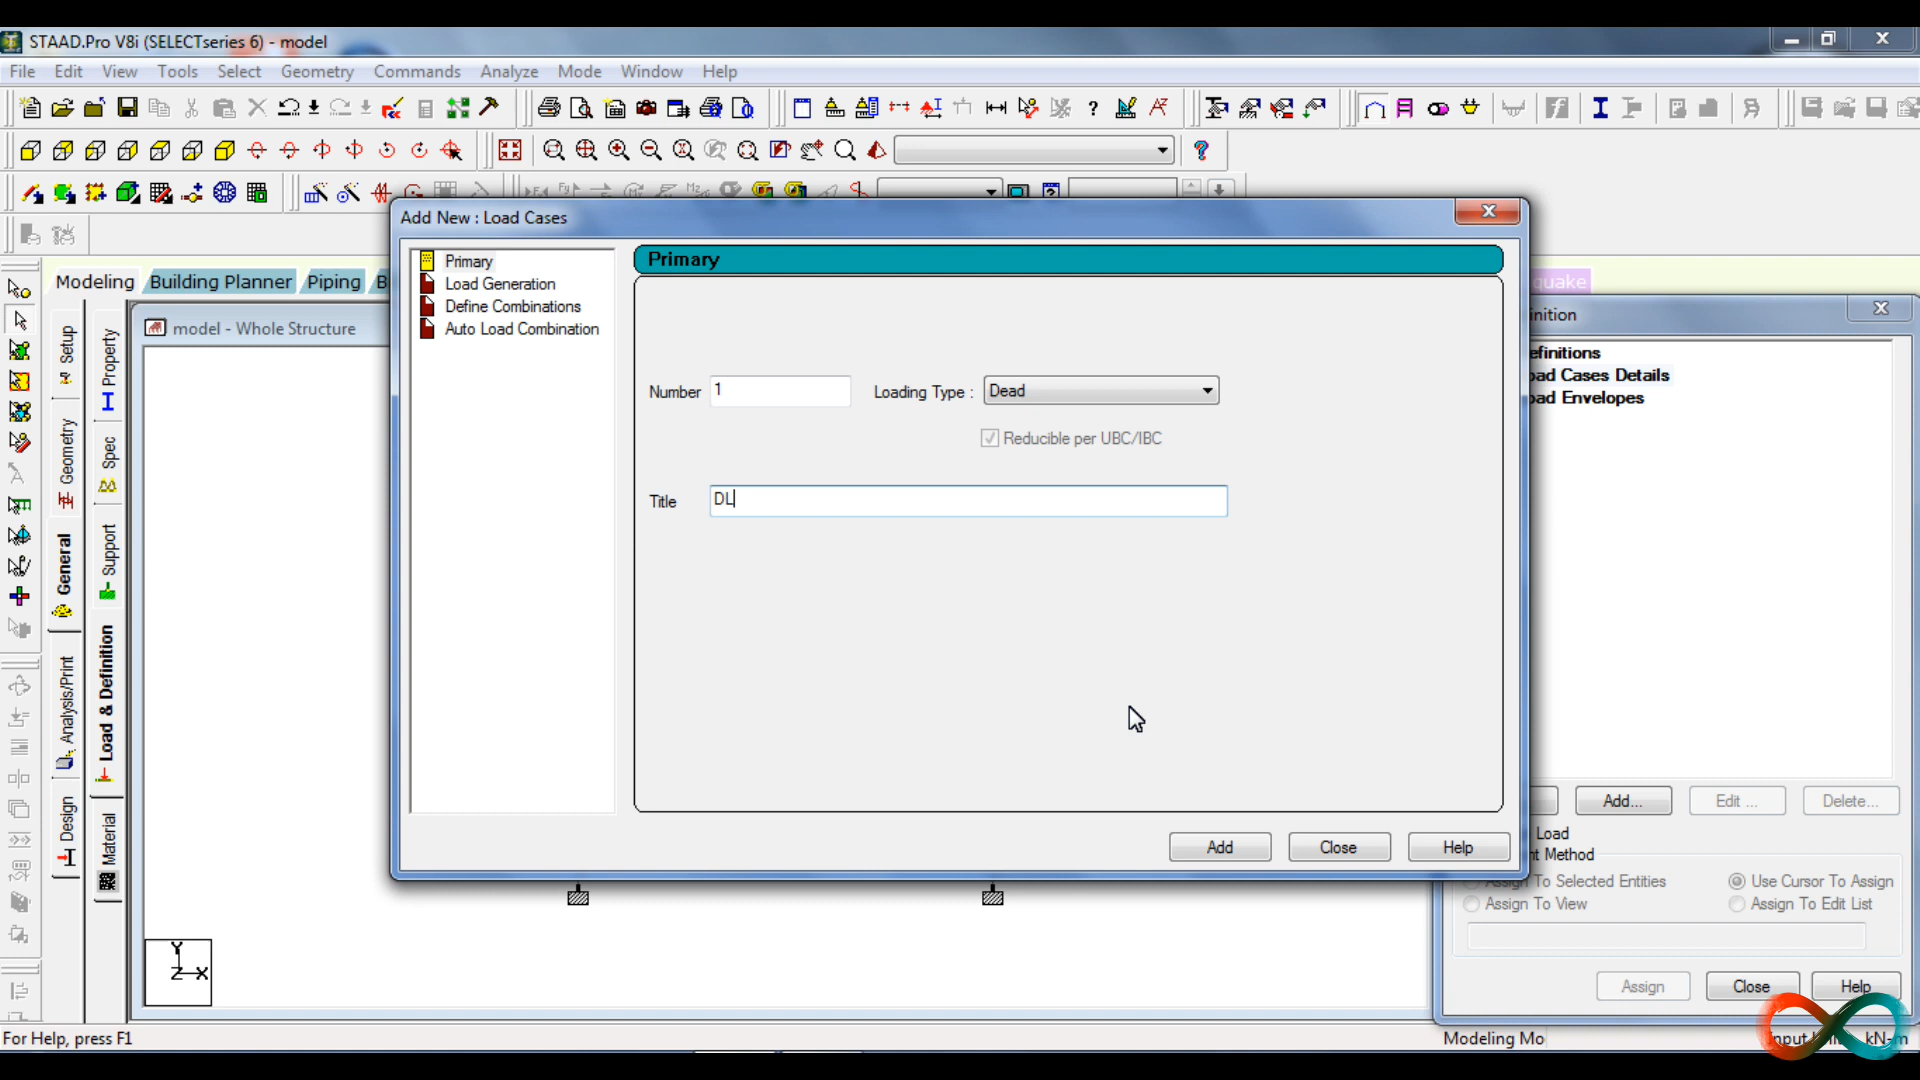 STAAD.Pro V8i (SELECTseries 6) - model
File Edit View Tools Select Geometry Commands Analyze Mode Window Help
Add New : Load Cases
Primary
Load Generation
Define Combinations
Auto Load Combination
Primary
Number 1 Loading Type : Dead
Reducible per UBC/IBC
Title DL
Add Close Help
Modeling Building Planner Piping B
quake
model - Whole Structure
Setup
Geometry
General
Analysis/Print
Design
Property
Spec
Support
Load & Definition
Material
inition
efinitions
oad Cases Details
oad Envelopes
Add... Edit ... Delete...
Load
nt Method
Assign To Selected Entities Use Cursor To Assign
Assign To View Assign To Edit List
Assign Close Help
Y
Z X
For Help, press F1
Modeling Mo
Input kN-m